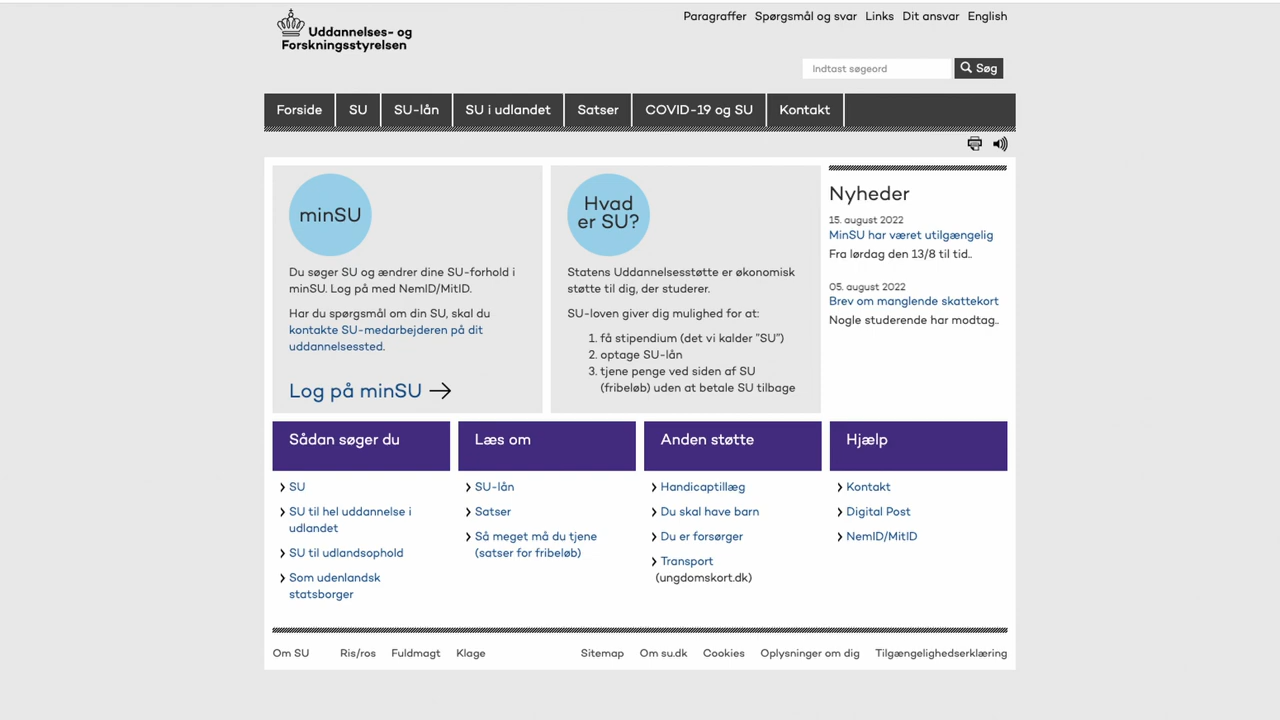 Uddannelses- og
Forskningsstyrelsen
Paragraffer Spørgsmål og svar Links Dit ansvar English
Indtast søgeord
Søg
Forside SU SU-lån SU i udlandet Satser COVID-19 og SU Kontakt
minSU
Du søger SU og ændrer dine SU-forhold i
minSU. Log på med NemID/MitID.
Har du spørgsmål om din SU, skal du
kontakte SU-medarbejderen på dit
uddannelsessted.
Log på minSU
Hvad
er SU?
Statens Uddannelsesstøtte er økonomisk
støtte til dig, der studerer.
SU-loven giver dig mulighed for at:
1. få stipendium (det vi kalder "SU")
2. optage SU-lån
3. tjene penge ved siden af SU
(fribeløb) uden at betale SU tilbage
Nyheder
15. august 2022
MinSU har været utilgængelig
Fra lørdag den 13/8 til tid..
05. august 2022
Brev om manglende skattekort
Nogle studerende har modtag..
Sådan søger du
SU
SU til hel uddannelse i
udlandet
SU til udlandsophold
Som udenlandsk
statsborger
Læs om
SU-lån
Satser
Så meget må du tjene
(satser for fribeløb)
Anden støtte
Handicaptillæg
Du skal have barn
Du er forsørger
Transport
(ungdomskort.dk)
Hjælp
Kontakt
Digital Post
NemID/MitID
Om SU Ris/ros Fuldmagt Klage Sitemap Om su.dk Cookies Oplysninger om dig Tilgængelighedserklæring